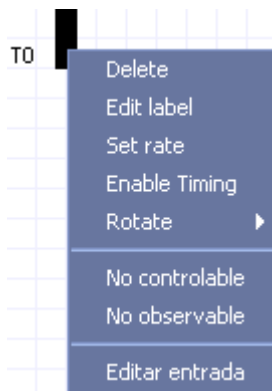 T0
Delete
Edit label
Set rate
Enable Timing
Rotate
No controlable
No observable
Editar entrada